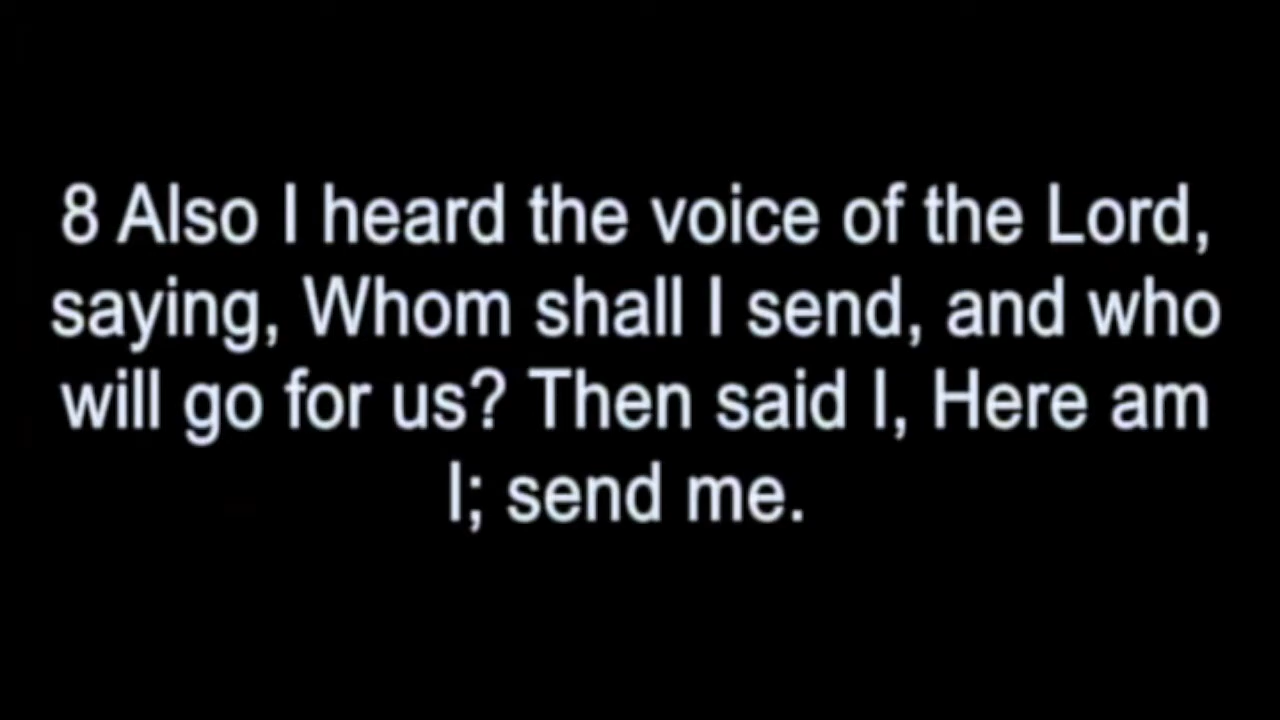 8 Also I heard the voice of the Lord,
saying, Whom shall I send, and who
will go for us? Then said I, Here am
I; send me.